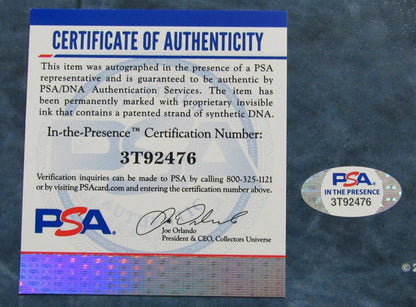 CERTIFICATE OF AUTHENTICITY
This item was autographed in the presence of a PSA
representative and is guaranteed to be authentic by
PSA/DNA Authentication Services. The item has
been permanently marked with proprietary invisible
ink that contains a patented strand of synthetic DNA.
In-the-Presence™ Certification Number:
3T92476
Verification inquiries can be made to PSA by calling 800-325-1121
or by visiting PSAcard.com and entering the certification number above.
PSA
Joe Orlando
President & CEO, Collectors Universe
PSA
IN THE PRESENCE
3T92476